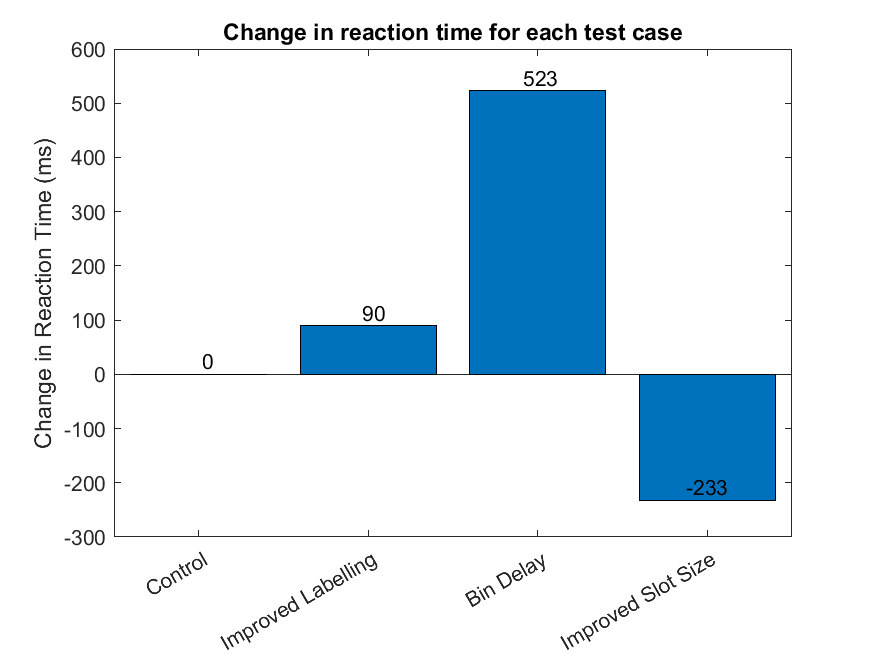 Change in reaction time for each test case
Change in Reaction Time (ms)
600
500
400
300
200
100
0
-100
-200
-300
0
90
523
-233
Control
Improved Labelling
Bin Delay
Improved Slot Size